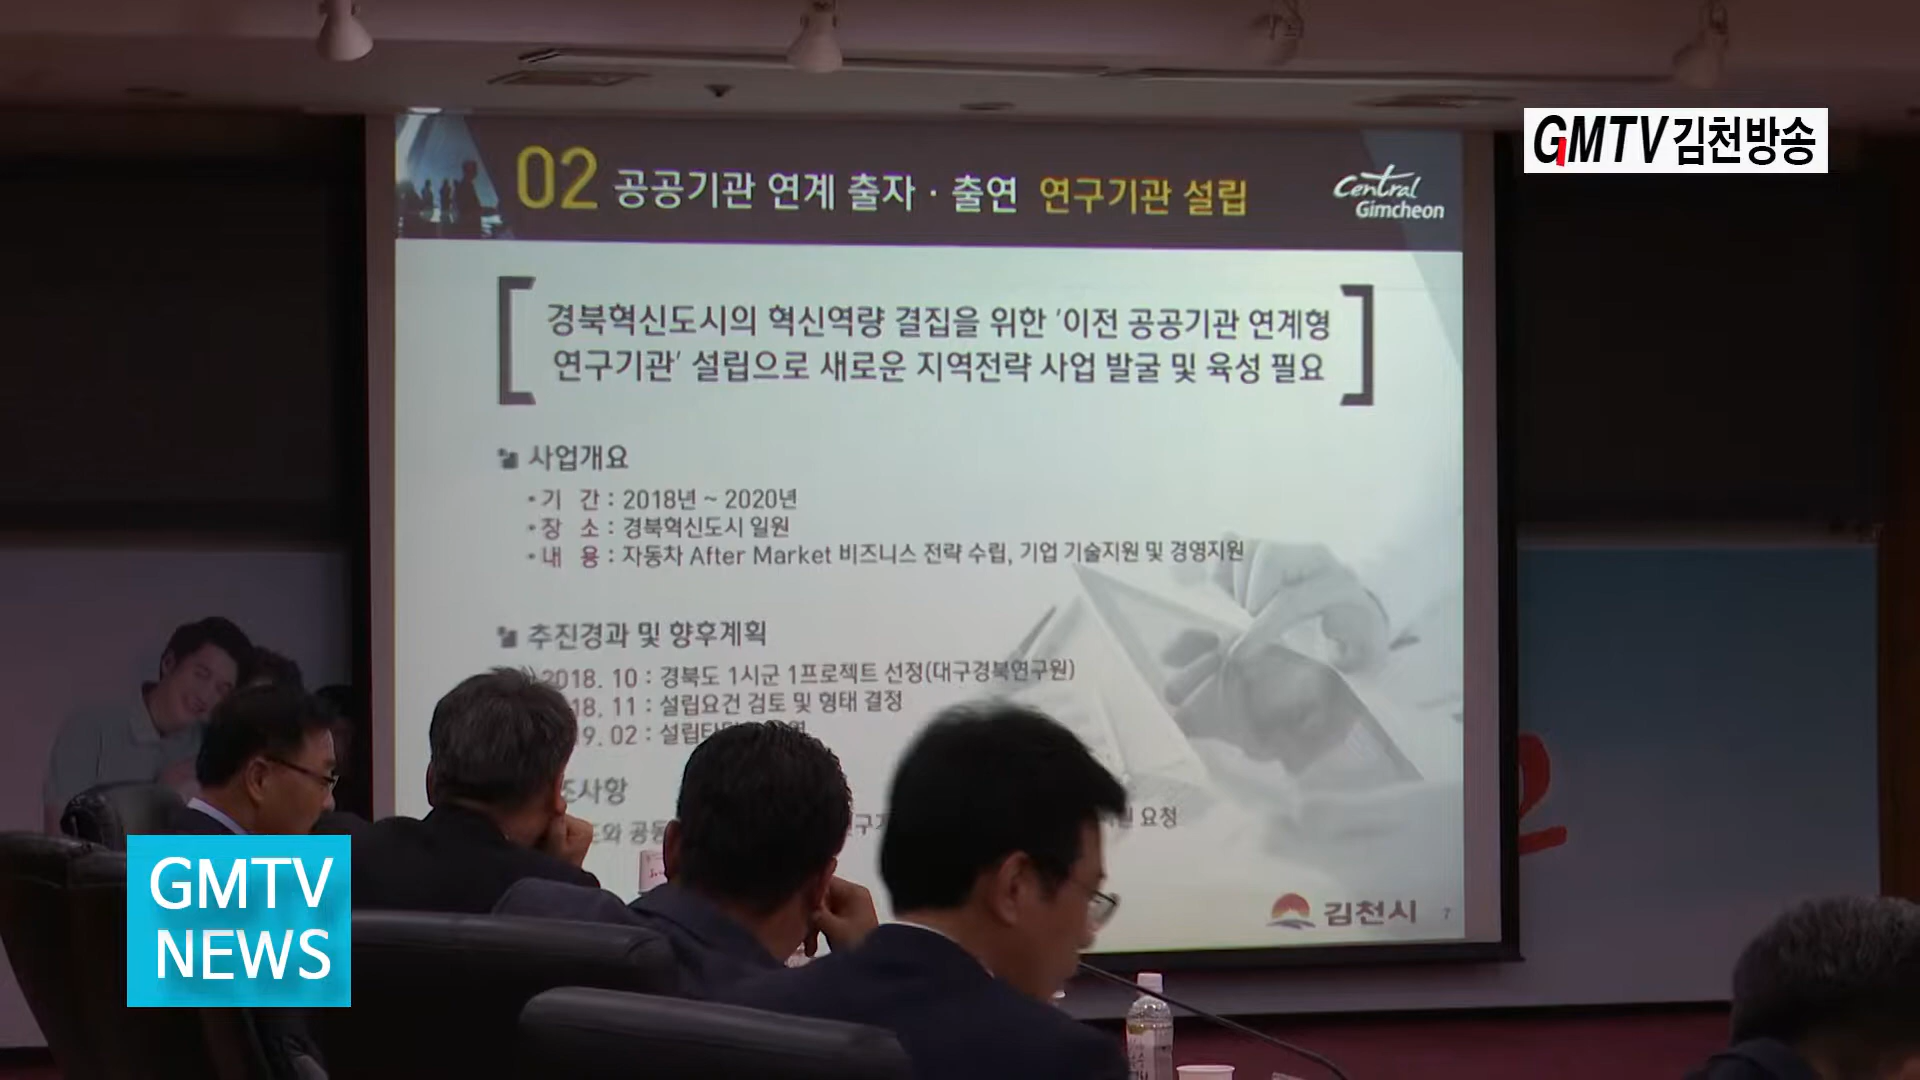 GMTV김천방송
02 공공기관 연계 출자 · 출연 연구기관 설립
Central
Gimcheon
경북혁신도시의 혁신역량 결집을 위한 '이전 공공기관 연계형
연구기관' 설립으로 새로운 지역전략 사업 발굴 및 육성 필요
사업개요
• 기 간 : 2018년 ~ 2020년
• 장 소 : 경북혁신도시 일원
• 내 용 : 자동차 After Market 비즈니스 전략 수립, 기업 기술지원 및 경영지원
추진경과 및 향후계획
2018. 10 : 경북도 1시군 1프로젝트 선정(대구경북연구원)
18. 11 : 설립요건 검토 및 형태 결정
19. 02 : 설립
사항
요청
김천시 7
GMTV
NEWS